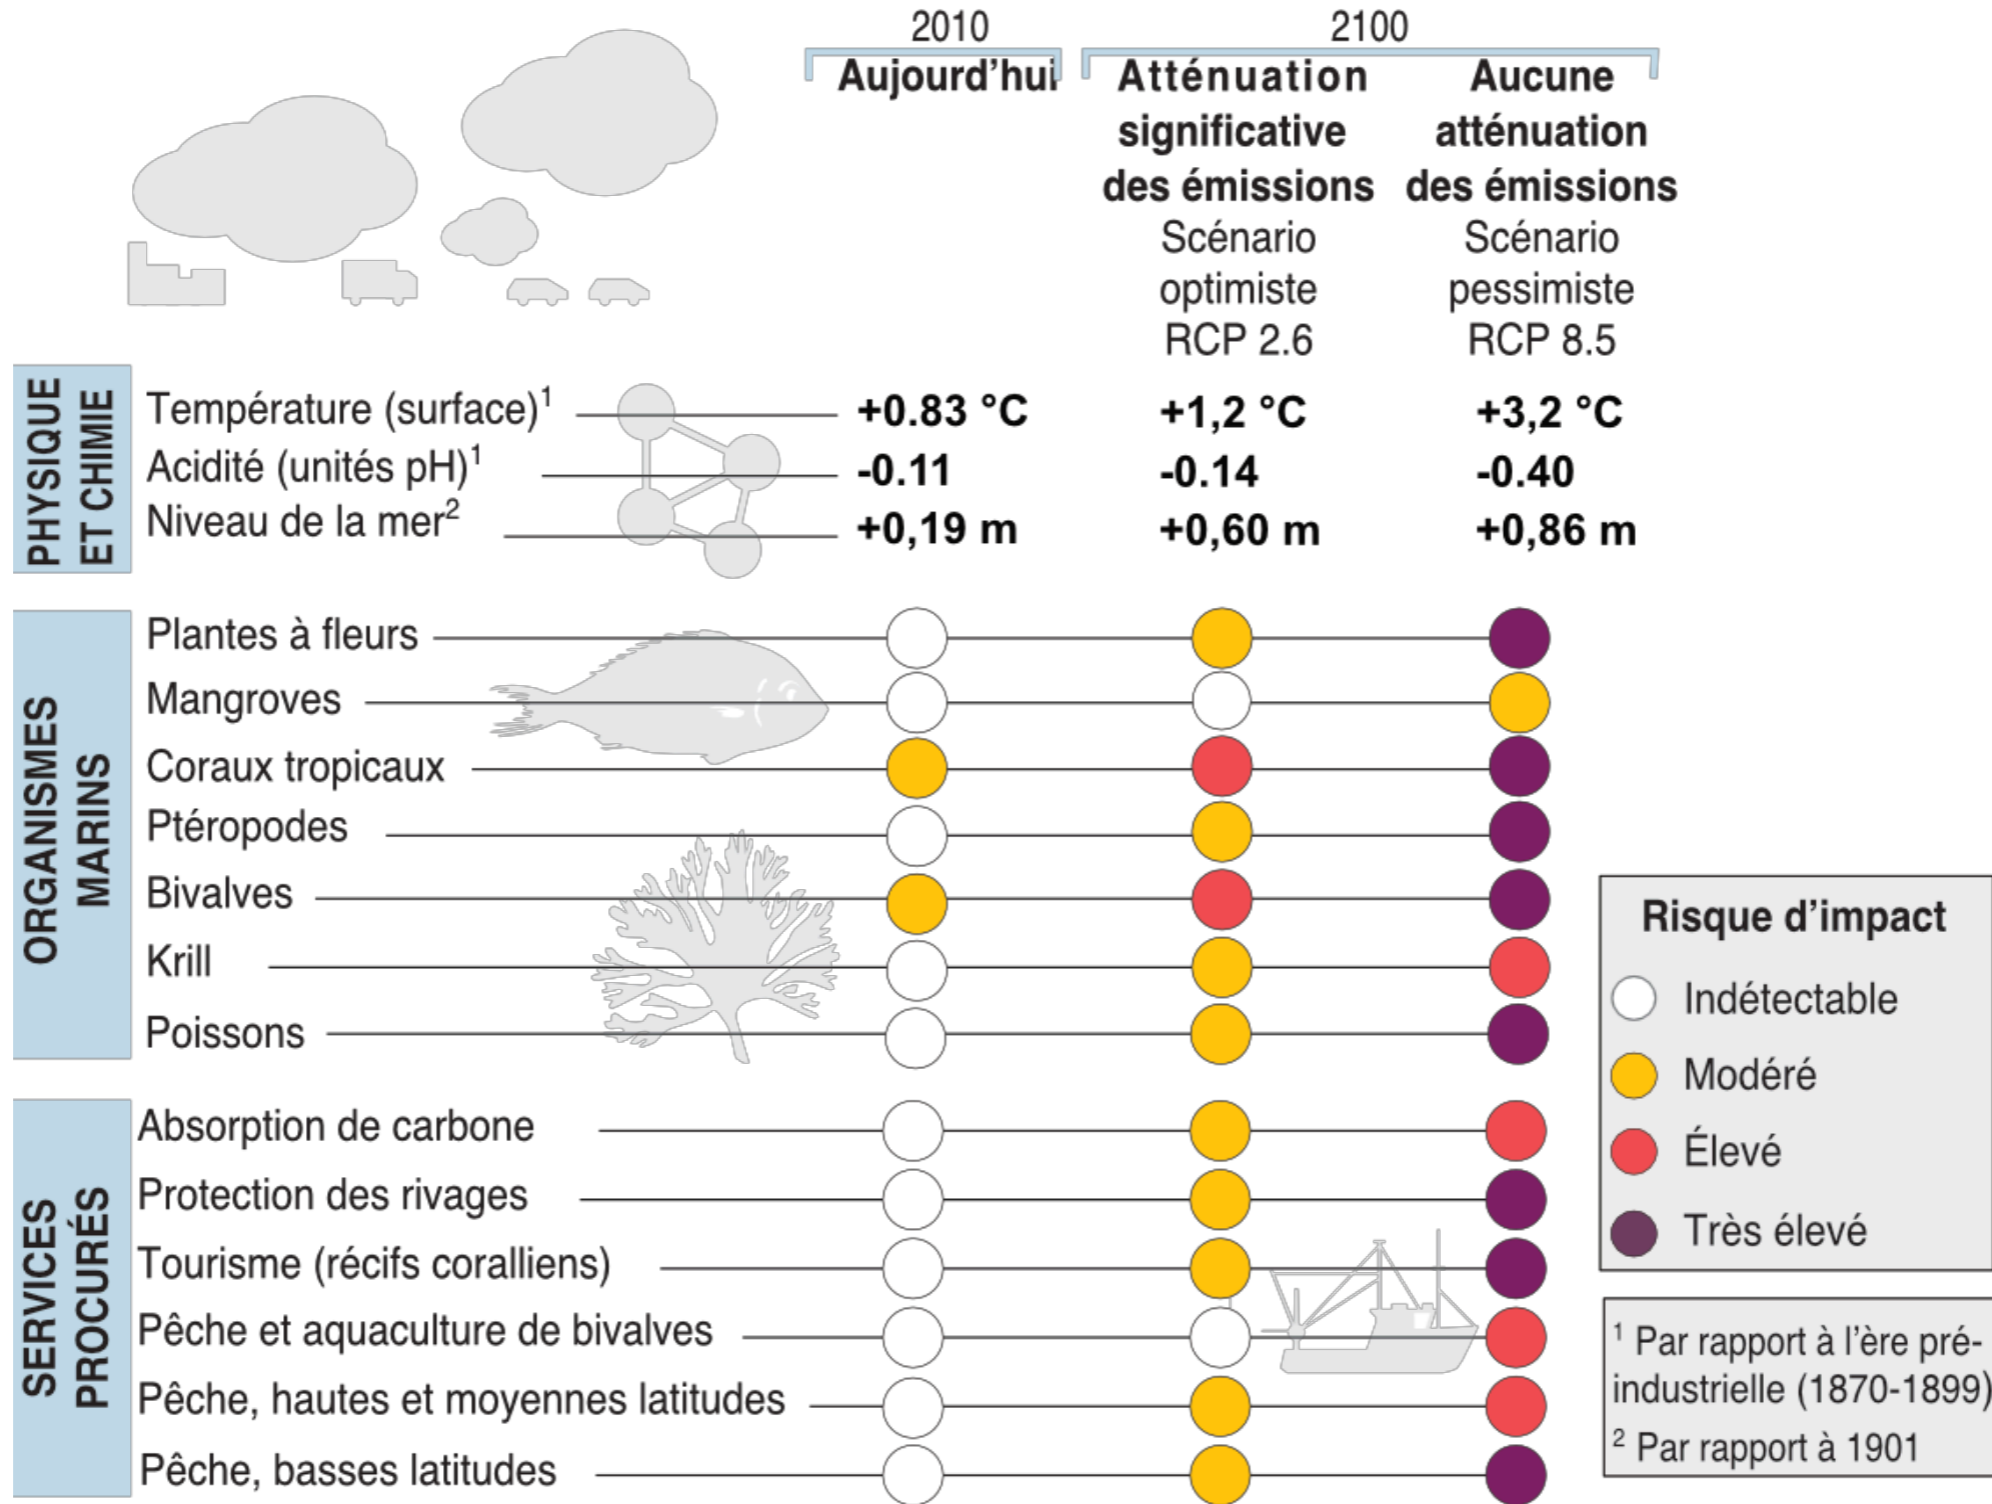 2010
2100
Aujourd'hui
Atténuation
significative
des émissions
Scénario
optimiste
RCP 2.6
Aucune
atténuation
des émissions
Scénario
pessimiste
RCP 8.5
PHYSIQUE
ET CHIMIE
Température (surface)¹ +0.83 °C +1,2 °C +3,2 °C
Acidité (unités pH)¹ -0.11 -0.14 -0.40
Niveau de la mer² +0,19 m +0,60 m +0,86 m
ORGANISMES
MARINS
Plantes à fleurs
Mangroves
Coraux tropicaux
Ptéropodes
Bivalves
Krill
Poissons
SERVICES
PROCURÉS
Absorption de carbone
Protection des rivages
Tourisme (récifs coralliens)
Pêche et aquaculture de bivalves
Pêche, hautes et moyennes latitudes
Pêche, basses latitudes
Risque d'impact
Indétectable
Modéré
Élevé
Très élevé
¹ Par rapport à l'ère pré-
industrielle (1870-1899)
² Par rapport à 1901